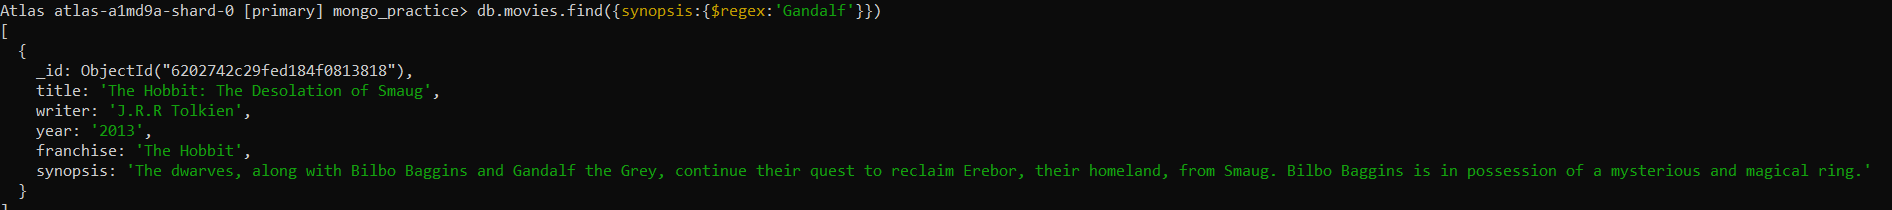 Atlas atlas-a1md9a-shard-0 [primary] mongo_practice> db.movies.find({synopsis:{$regex:'Gandalf'}})
[
  {
    _id: ObjectId("6202742c29fed184f0813818"),
    title: 'The Hobbit: The Desolation of Smaug',
    writer: 'J.R.R Tolkien',
    year: '2013',
    franchise: 'The Hobbit',
    synopsis: 'The dwarves, along with Bilbo Baggins and Gandalf the Grey, continue their quest to reclaim Erebor, their homeland, from Smaug. Bilbo Baggins is in possession of a mysterious and magical ring.'
  }
]